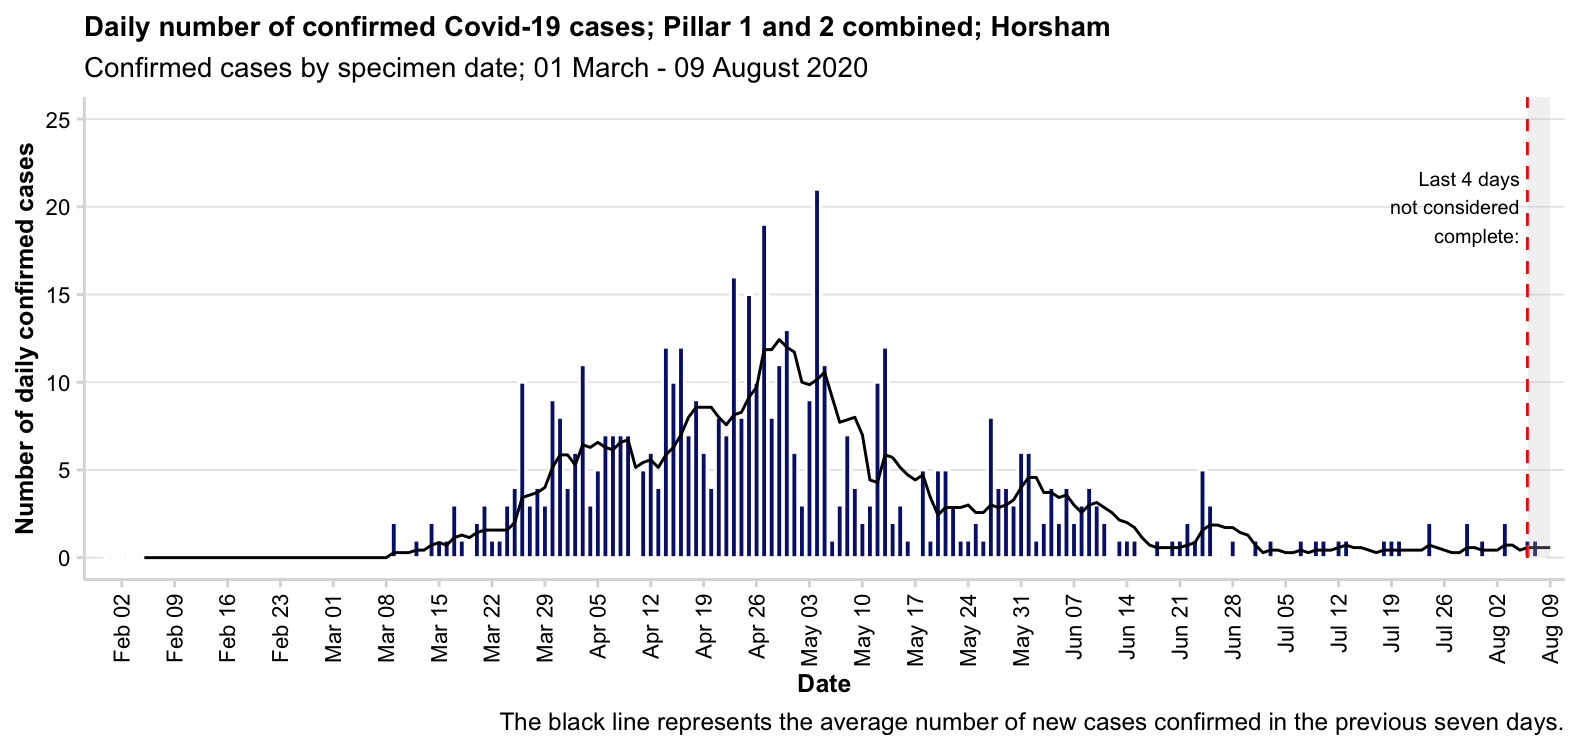 Daily number of confirmed Covid-19 cases; Pillar 1 and 2 combined; Horsham
Confirmed cases by specimen date; 01 March - 09 August 2020
Number of daily confirmed cases
25
20
15
10
5
0
Last 4 days
not considered
complete:
Feb 02
Feb 09
Feb 16
Feb 23
Mar 01
Mar 08
Mar 15
Mar 22
Mar 29
Apr 05
Apr 12
Apr 19
Apr 26
May 03
May 10
May 17
May 24
May 31
Jun 07
Jun 14
Jun 21
Jun 28
Jul 05
Jul 12
Jul 19
Jul 26
Aug 02
Aug 09
Date
The black line represents the average number of new cases confirmed in the previous seven days.